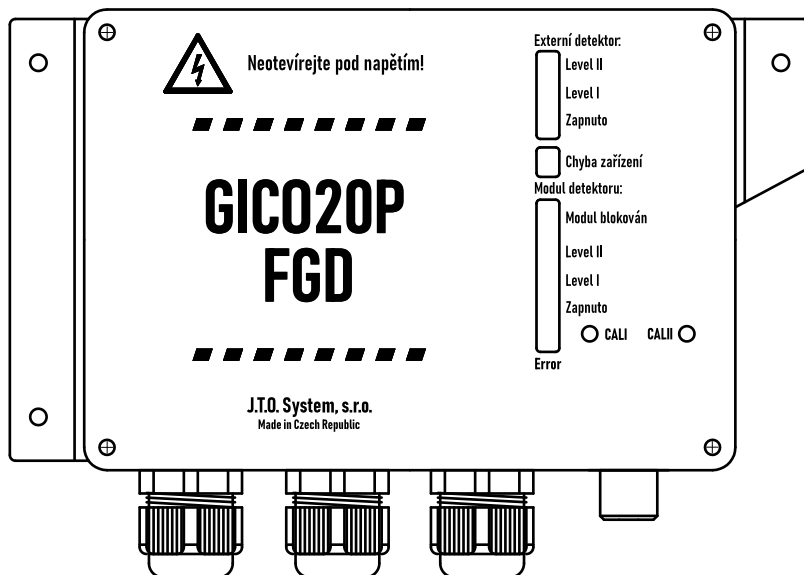 Neotevírejte pod napětím!
GICO20P
FGD
J.T.O. System, s.r.o.
Made in Czech Republic
Externí detektor:
Level II
Level I
Zapnuto
Chyba zařízení
Modul detektoru:
Modul blokován
Level II
Level I
Zapnuto
CALI CALII
Error